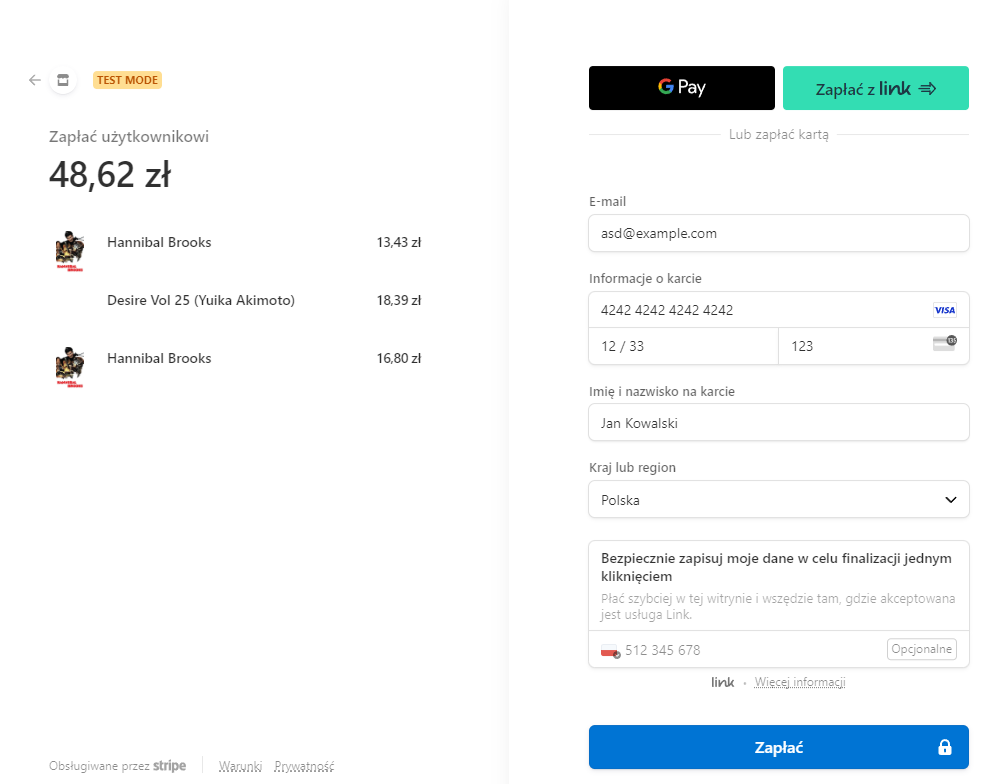 TEST MODE
Zapłać użytkownikowi
48,62 zł
Hannibal Brooks 13,43 zł
Desire Vol 25 (Yuika Akimoto) 18,39 zł
Hannibal Brooks 16,80 zł
Obsługiwane przez stripe Warunki Prywatność
G Pay Zapłać z link
Lub zapłać kartą
E-mail
asd@example.com
Informacje o karcie
4242 4242 4242 4242 VISA
12 / 33 123
Imię i nazwisko na karcie
Jan Kowalski
Kraj lub region
Polska
Bezpiecznie zapisuj moje dane w celu finalizacji jednym
kliknięciem
Płać szybciej w tej witrynie i wszędzie tam, gdzie akceptowana
jest usługa Link.
512 345 678 Opcjonalne
link · Więcej informacji
Zapłać